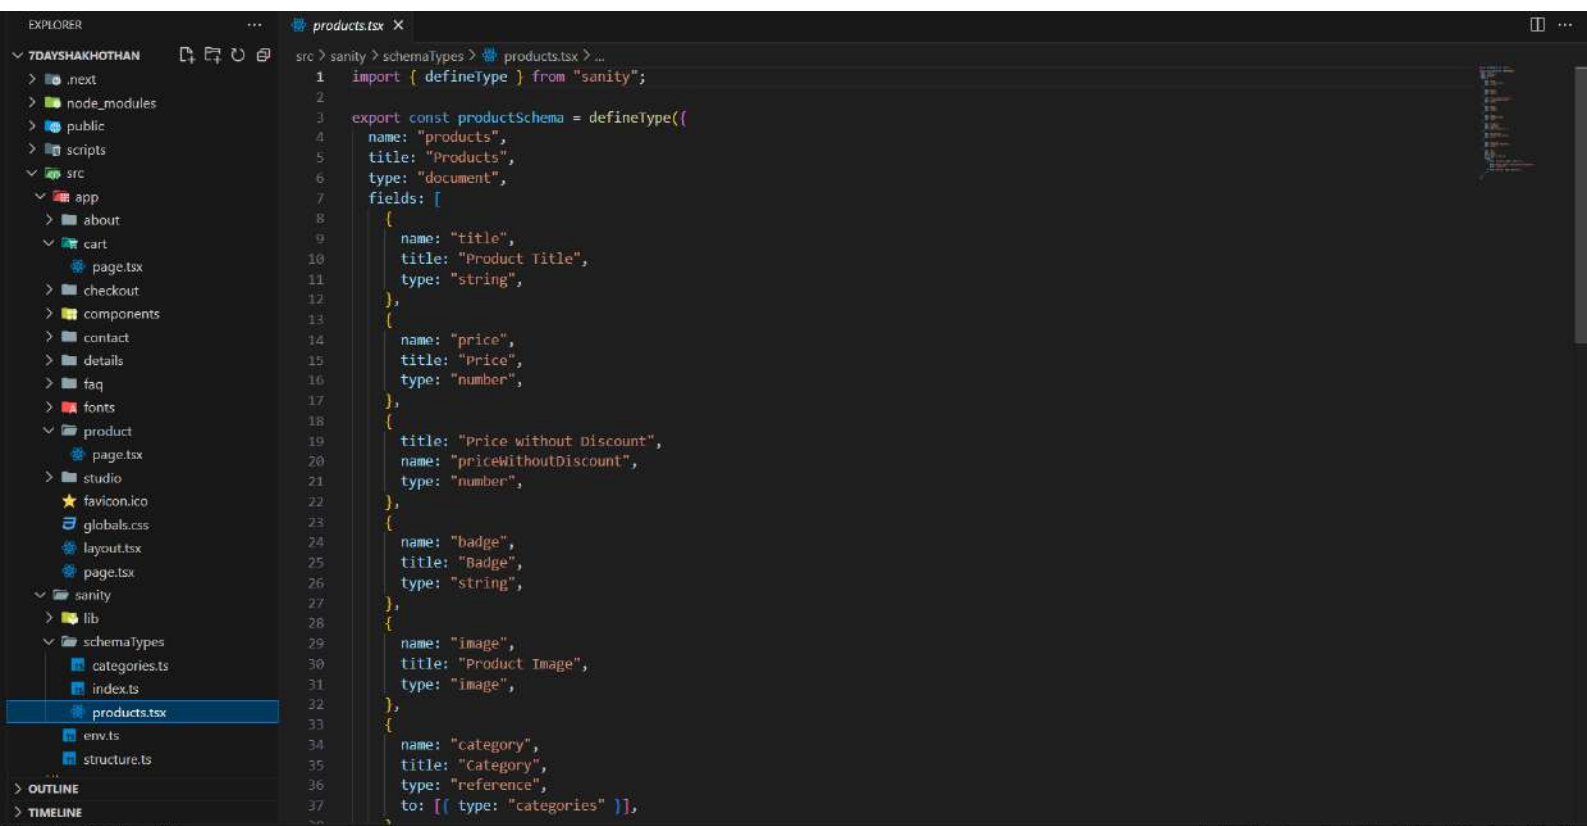 EXPLORER
···
products.tsx
7DAYSHAKHOTHAN
.next
node_modules
public
scripts
src
app
about
cart
page.tsx
checkout
components
contact
details
faq
fonts
product
page.tsx
studio
favicon.ico
globals.css
layout.tsx
page.tsx
sanity
lib
schemaTypes
categories.ts
index.ts
products.tsx
env.ts
structure.ts
OUTLINE
TIMELINE
src > sanity > schemaTypes > products.tsx > ...
1 import { defineType } from "sanity";
2
3 export const productSchema = defineType({
4 name: "products",
5 title: "Products",
6 type: "document",
7 fields: [
8 {
9 name: "title",
10 title: "Product Title",
11 type: "string",
12 },
13 {
14 name: "price",
15 title: "Price",
16 type: "number",
17 },
18 {
19 title: "Price without Discount",
20 name: "priceWithoutDiscount",
21 type: "number",
22 },
23 {
24 name: "badge",
25 title: "Badge",
26 type: "string",
27 },
28 {
29 name: "image",
30 title: "Product Image",
31 type: "image",
32 },
33 {
34 name: "category",
35 title: "Category",
36 type: "reference",
37 to: [{ type: "categories" }],